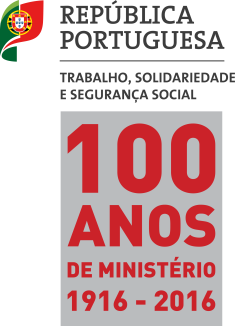 REPÚBLICA
PORTUGUESA
TRABALHO, SOLIDARIEDADE
E SEGURANÇA SOCIAL
100
ANOS
DE MINISTÉRIO
1916 - 2016